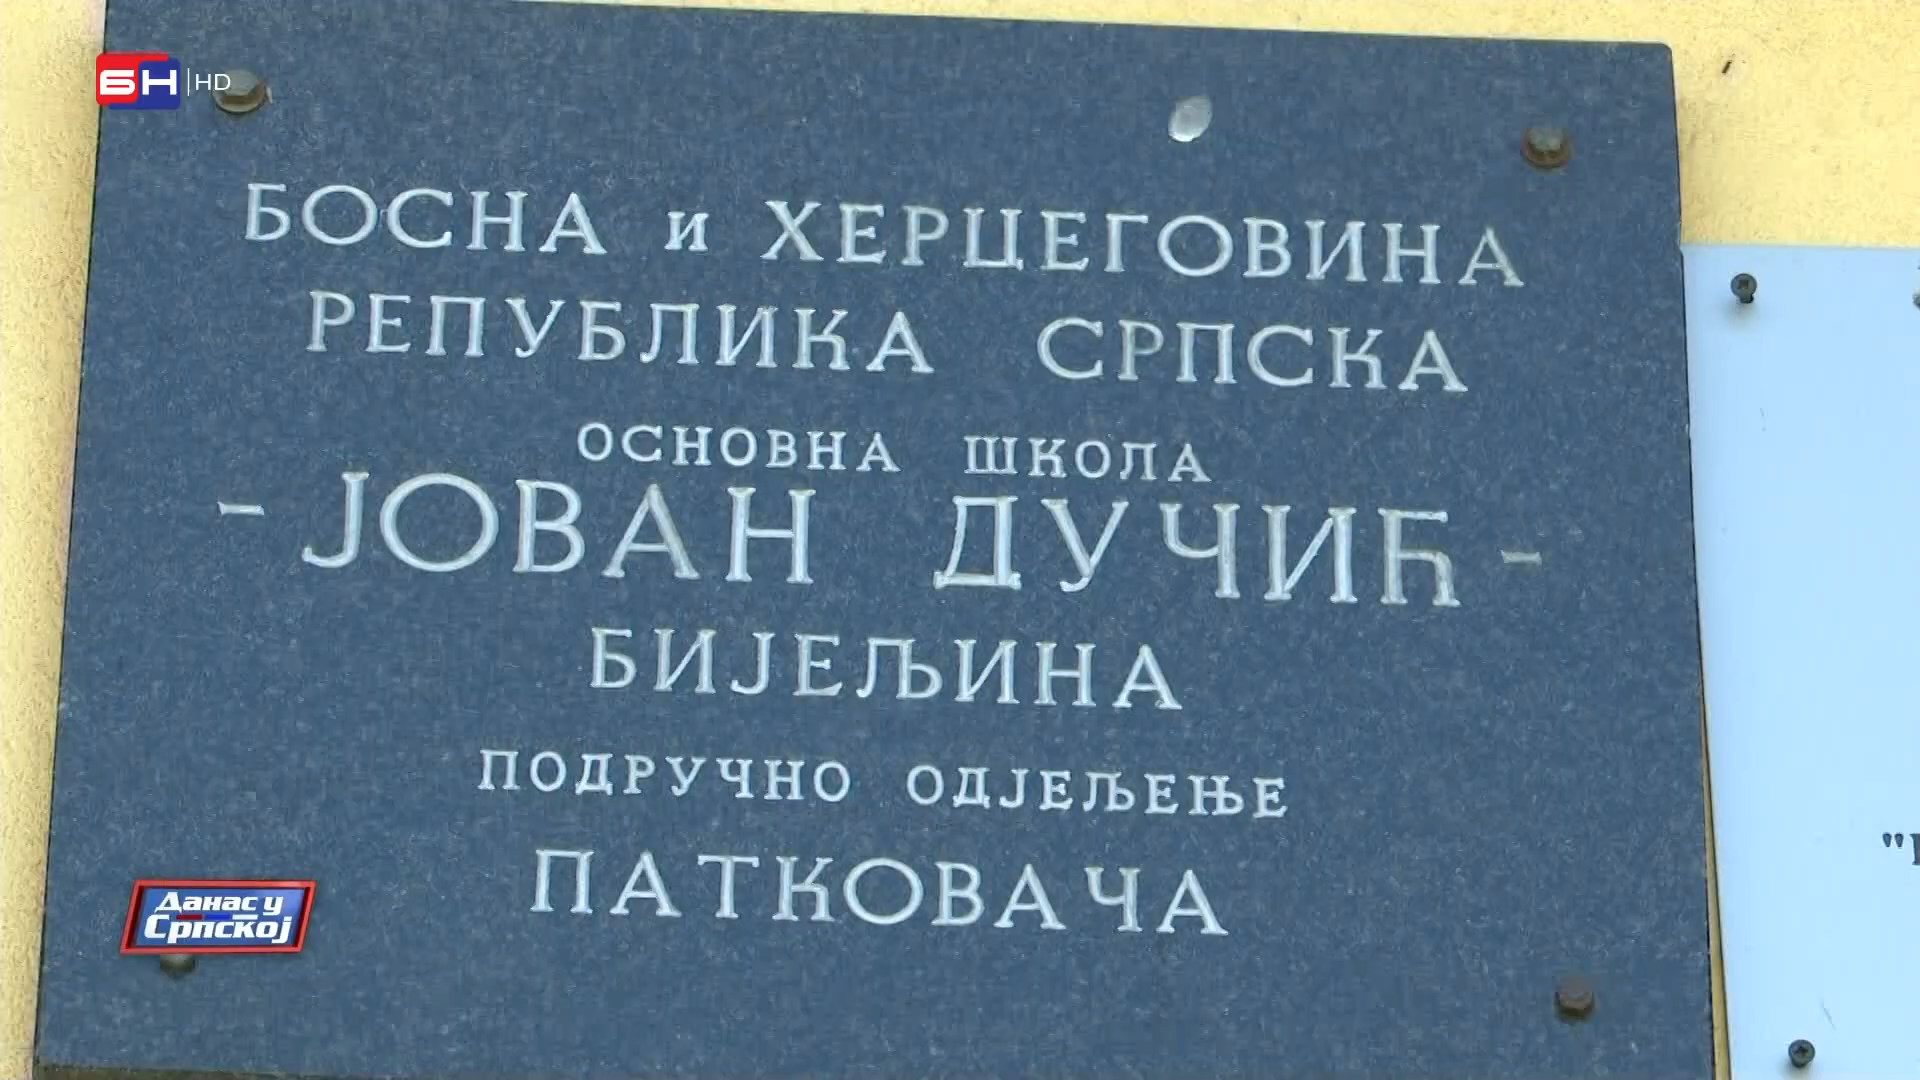 БН HD
БОСНА и ХЕРЦЕГОВИНА
РЕПУБЛИКА СРПСКА
ОСНОВНА ШКОЛА
- ЈОВАН ДУЧИЋ -
БИЈЕЉИНА
ПОДРУЧНО ОДЈЕЉЕЊЕ
ПАТКОВАЧА
Данас у
Српској